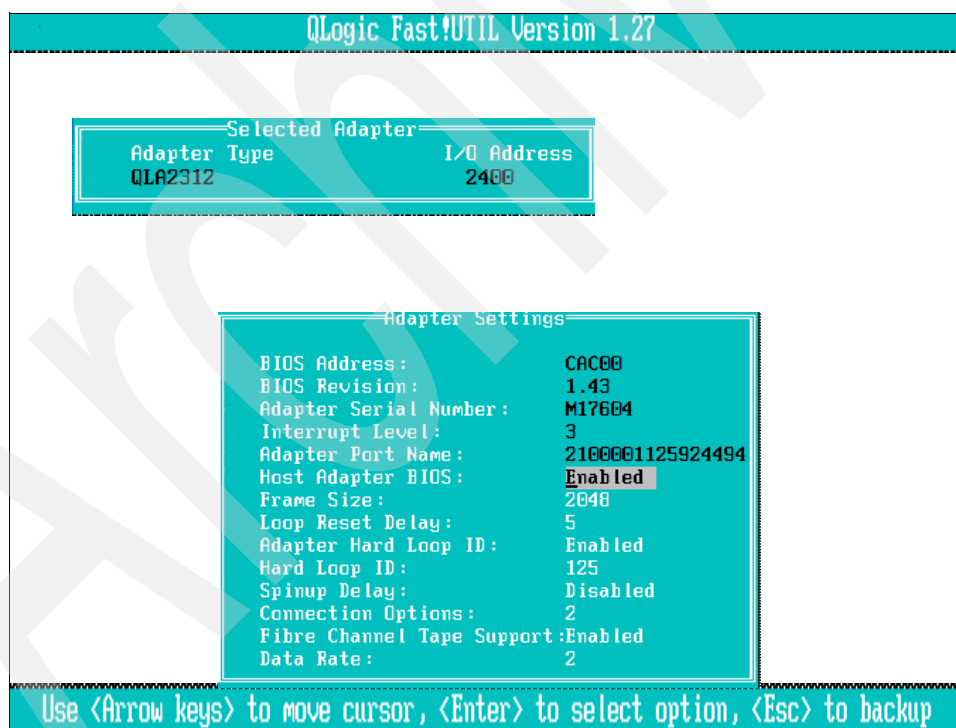 QLogic Fast!UTIL Version 1.27
Selected Adapter
Adapter Type I/O Address
QLA2312 2400
Adapter Settings
BIOS Address: CAC00
BIOS Revision: 1.43
Adapter Serial Number: M17604
Interrupt Level: 3
Adapter Port Name: 2100001125924494
Host Adapter BIOS: Enabled
Frame Size: 2048
Loop Reset Delay: 5
Adapter Hard Loop ID: Enabled
Hard Loop ID: 125
Spinup Delay: Disabled
Connection Options: 2
Fibre Channel Tape Support:Enabled
Data Rate: 2
Use <Arrow keys> to move cursor, <Enter> to select option, <Esc> to backup